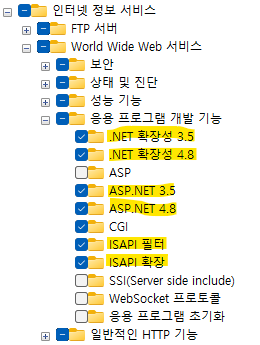 인터넷 정보 서비스
FTP 서버
World Wide Web 서비스
보안
상태 및 진단
성능 기능
응용 프로그램 개발 기능
.NET 확장성 3.5
.NET 확장성 4.8
ASP
ASP.NET 3.5
ASP.NET 4.8
CGI
ISAPI 필터
ISAPI 확장
SSI(Server side include)
WebSocket 프로토콜
응용 프로그램 초기화
일반적인 HTTP 기능